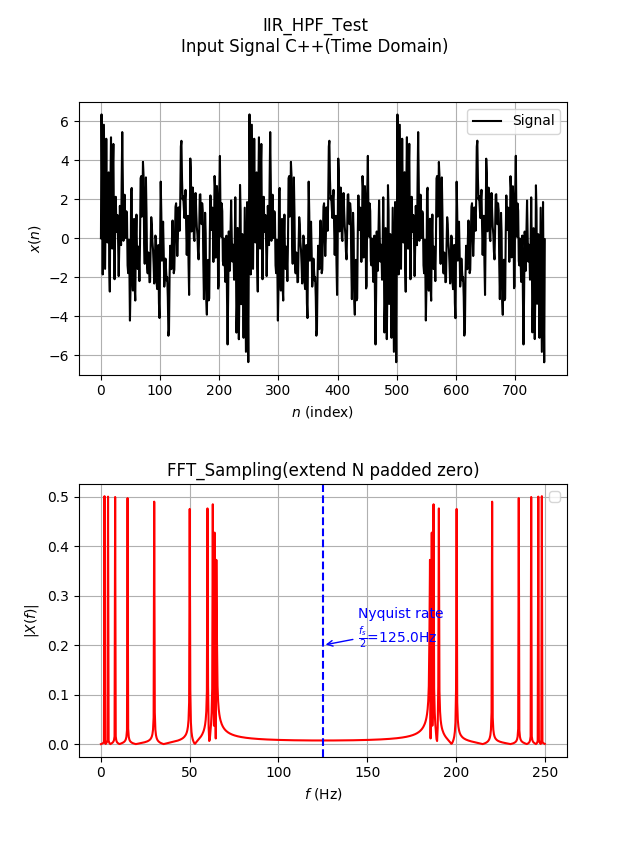 IIR_HPF_Test
Input Signal C++(Time Domain)
6
4
2
0
−2
−4
−6
x(n)
Signal
0 100 200 300 400 500 600 700
n (index)
FFT_Sampling(extend N padded zero)
0.5
0.4
0.3
0.2
0.1
0.0
|X(f)|
Nyquist rate
f_s/2=125.0Hz
0 50 100 150 200 250
f (Hz)